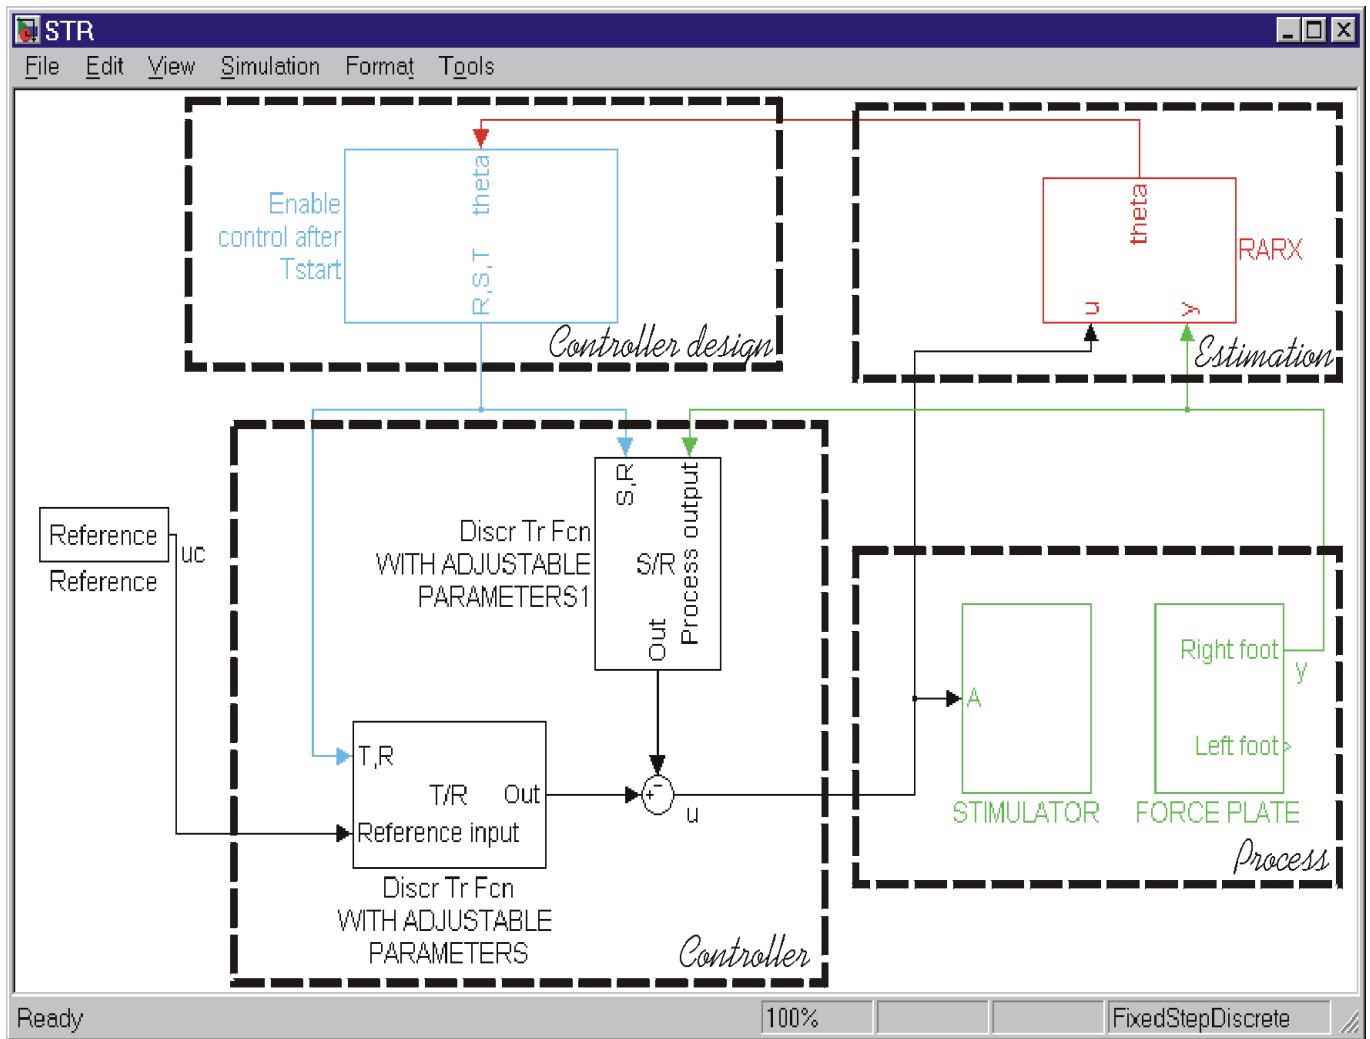 STR
File Edit View Simulation Format Tools
theta
Enable
control after
Tstart
R,S,T
Controller design
theta
RARX
u
y
Estimation
Reference
uc
Reference
S,R
Process output
Discr Tr Fcn
WITH ADJUSTABLE
PARAMETERS1
S/R
Out
T,R
T/R
Out
Reference input
Discr Tr Fcn
WITH ADJUSTABLE
PARAMETERS
+
-
u
Controller
A
STIMULATOR
Right foot
y
Left foot
FORCE PLATE
Process
Ready
100%
FixedStepDiscrete